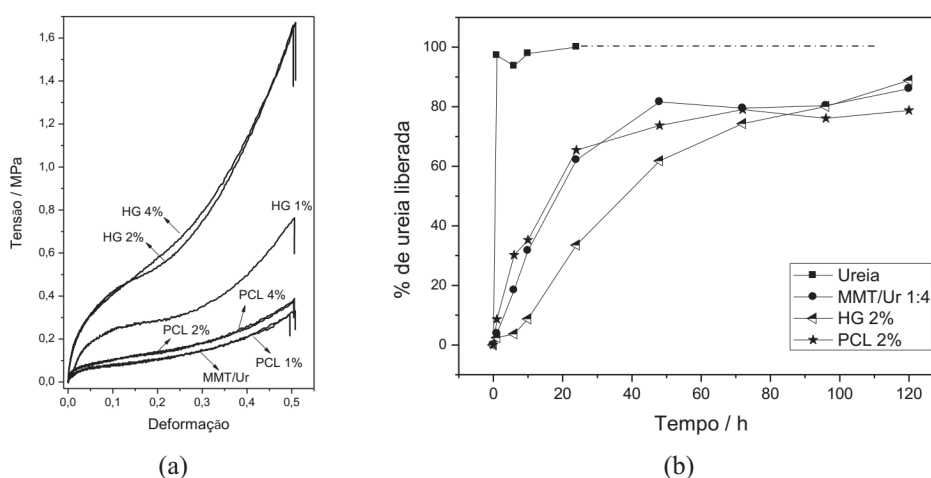 1,6
1,4
1,2
1,0
0,8
0,6
0,4
0,2
0,0
Tensão / MPa
HG 4%
HG 2%
HG 1%
PCL 4%
PCL 2%
PCL 1%
MMT/Ur
0,0 0,1 0,2 0,3 0,4 0,5
Deformação
(a)
100
80
60
40
20
0
% de ureia liberada
Ureia
MMT/Ur 1:4
HG 2%
PCL 2%
0 20 40 60 80 100 120
Tempo / h
(b)